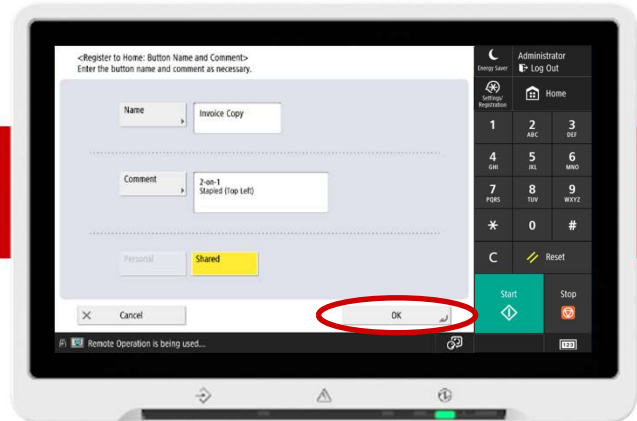 <Register to Home: Button Name and Comment>
Enter the button name and comment as necessary.
Name
Invoice Copy
Comment
2-on-1
Stapled (Top Left)
Personal
Shared
Cancel
OK
Remote Operation is being used...
Energy Saver
Administrator
Log Out
Settings/
Registration
Home
1
2
ABC
3
DEF
4
GHI
5
JKL
6
MNO
7
PQRS
8
TUV
9
WXYZ
0
#
C
Reset
Start
Stop
123